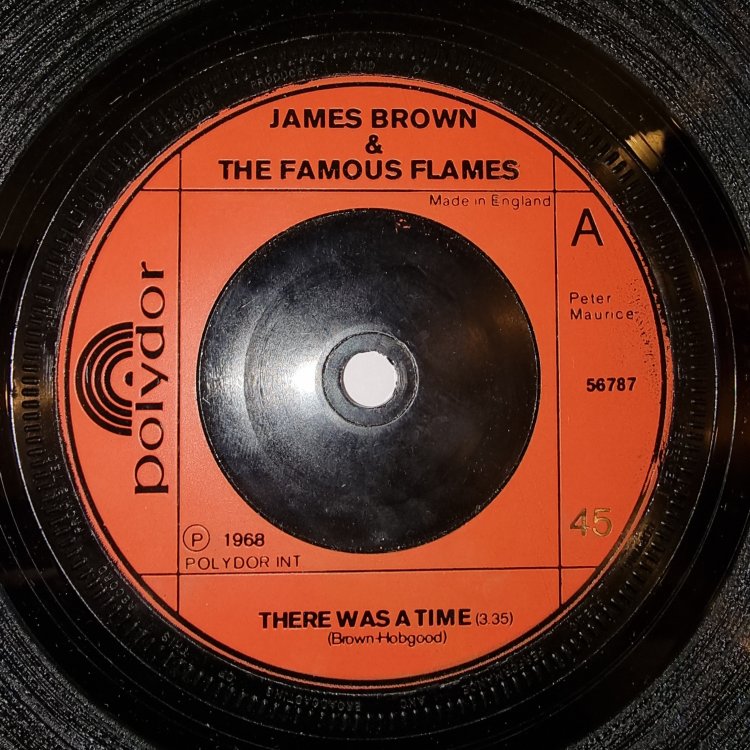 JAMES BROWN
&
THE FAMOUS FLAMES
Made in England
A
polydor
Peter
Maurice
56787
45
Ⓟ 1968
POLYDOR INT
THERE WAS A TIME (3.35)
(Brown-Hobgood)